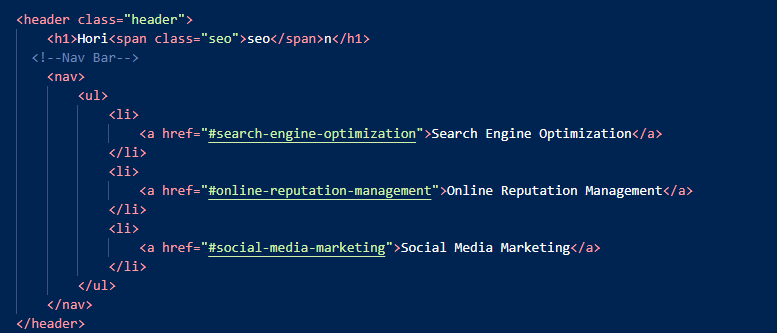 <header class="header">
<h1>Hori<span class="seo">seo</span>n</h1>
<!--Nav Bar-->
<nav>
<ul>
<li>
<a href="#search-engine-optimization">Search Engine Optimization</a>
</li>
<li>
<a href="#online-reputation-management">Online Reputation Management</a>
</li>
<li>
<a href="#social-media-marketing">Social Media Marketing</a>
</li>
</ul>
</nav>
</header>